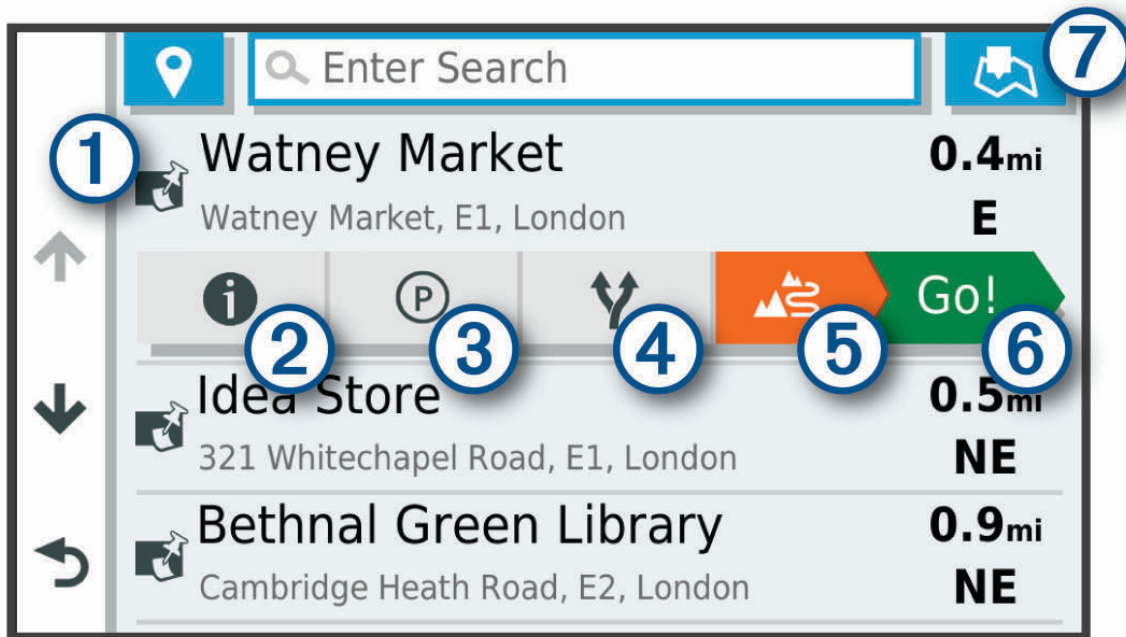 Enter Search
7
1
Watney Market
0.4mi
Watney Market, E1, London
E
i
P
Go!
2
3
4
5
6
Idea Store
0.5mi
321 Whitechapel Road, E1, London
NE
Bethnal Green Library
0.9mi
Cambridge Heath Road, E2, London
NE